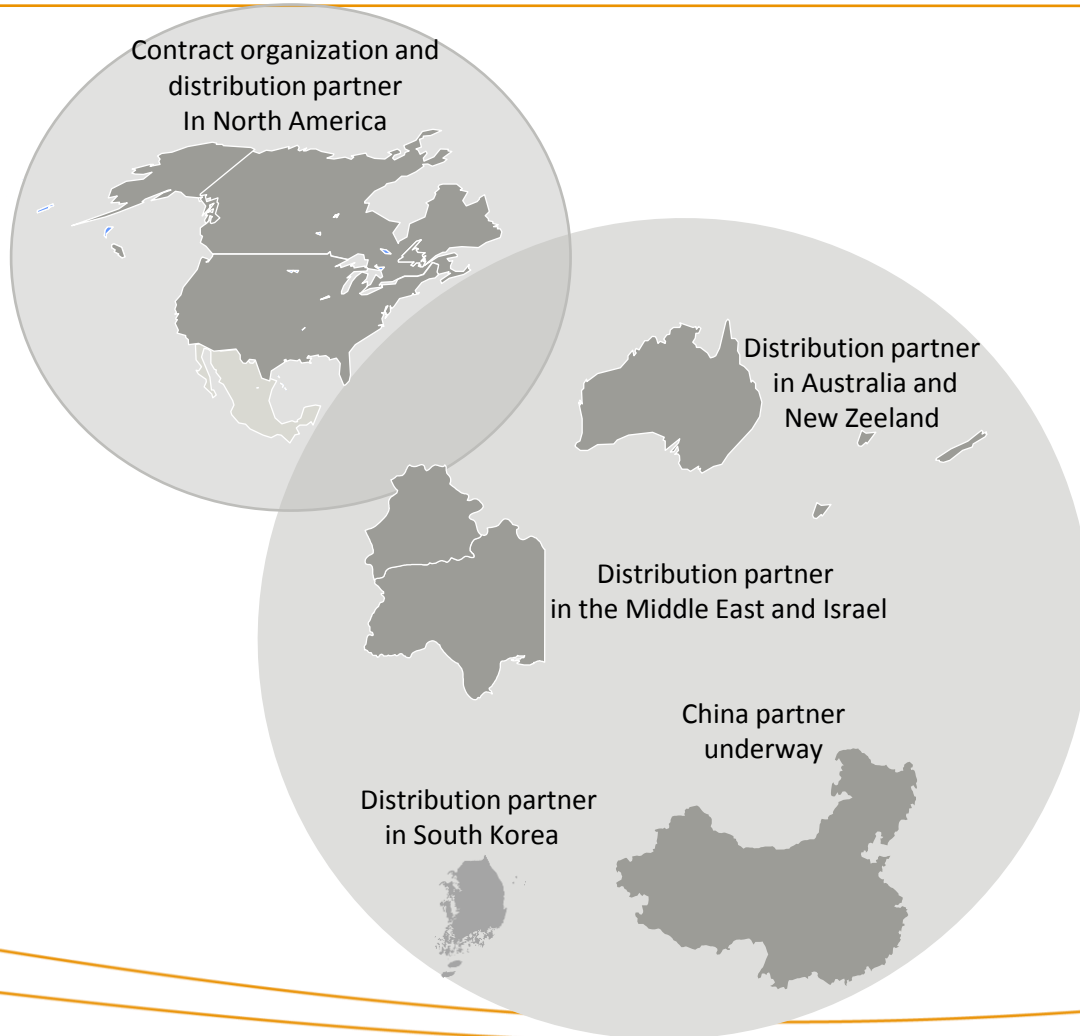 Contract organization and
distribution partner
In North America
Distribution partner
in Australia and
New Zeeland
Distribution partner
in the Middle East and Israel
China partner
underway
Distribution partner
in South Korea